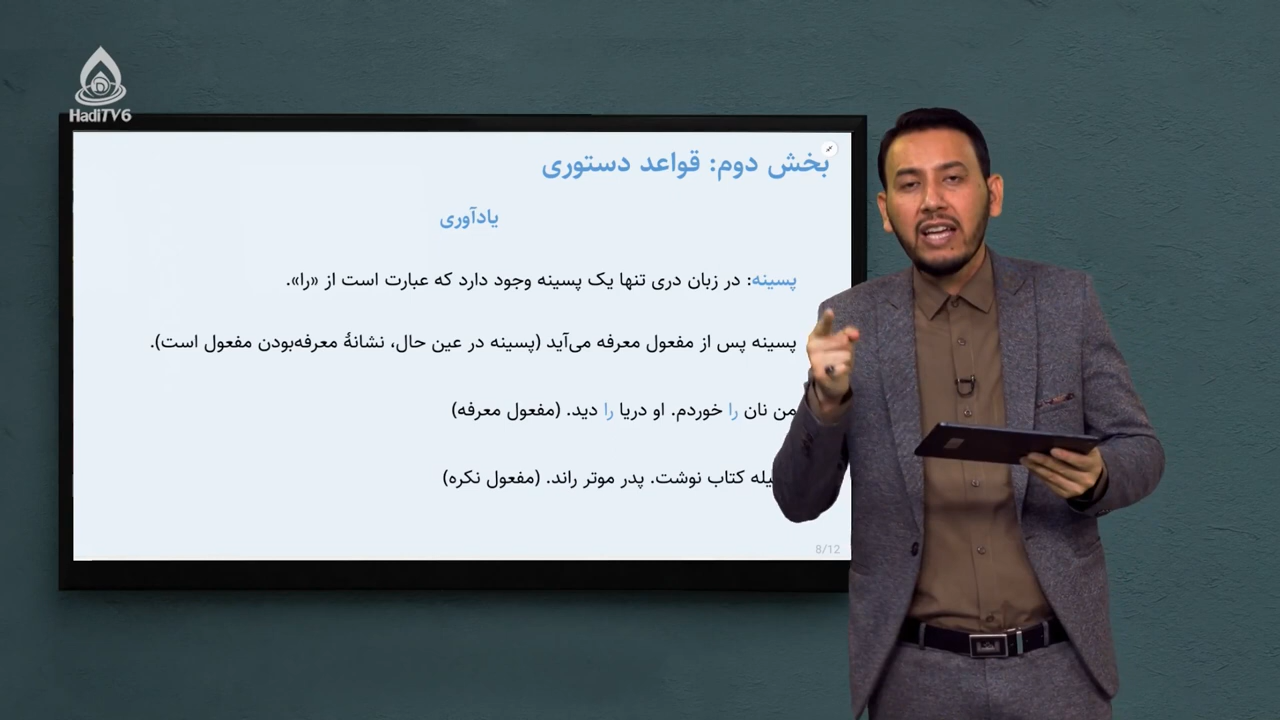 HadiTV6
بخش دوم: قواعد دستوری
یادآوری
پسینه: در زبان دری تنها یک پسینه وجود دارد که عبارت است از «را».
پسینه پس از مفعول معرفه می‌آید (پسینه در عین حال، نشانهٔ معرفه‌بودن مفعول است).
من نان را خوردم. او دریا را دید. (مفعول معرفه)
کتاب نوشت. پدر موتر راند. (مفعول نکره)
8/12